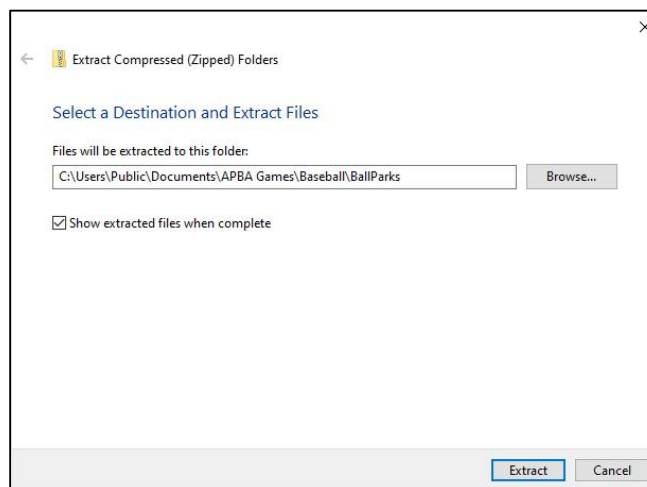 Extract Compressed (Zipped) Folders
Select a Destination and Extract Files
Files will be extracted to this folder:
C:\Users\Public\Documents\APBA Games\Baseball\BallParks
Browse...
Show extracted files when complete
Extract
Cancel